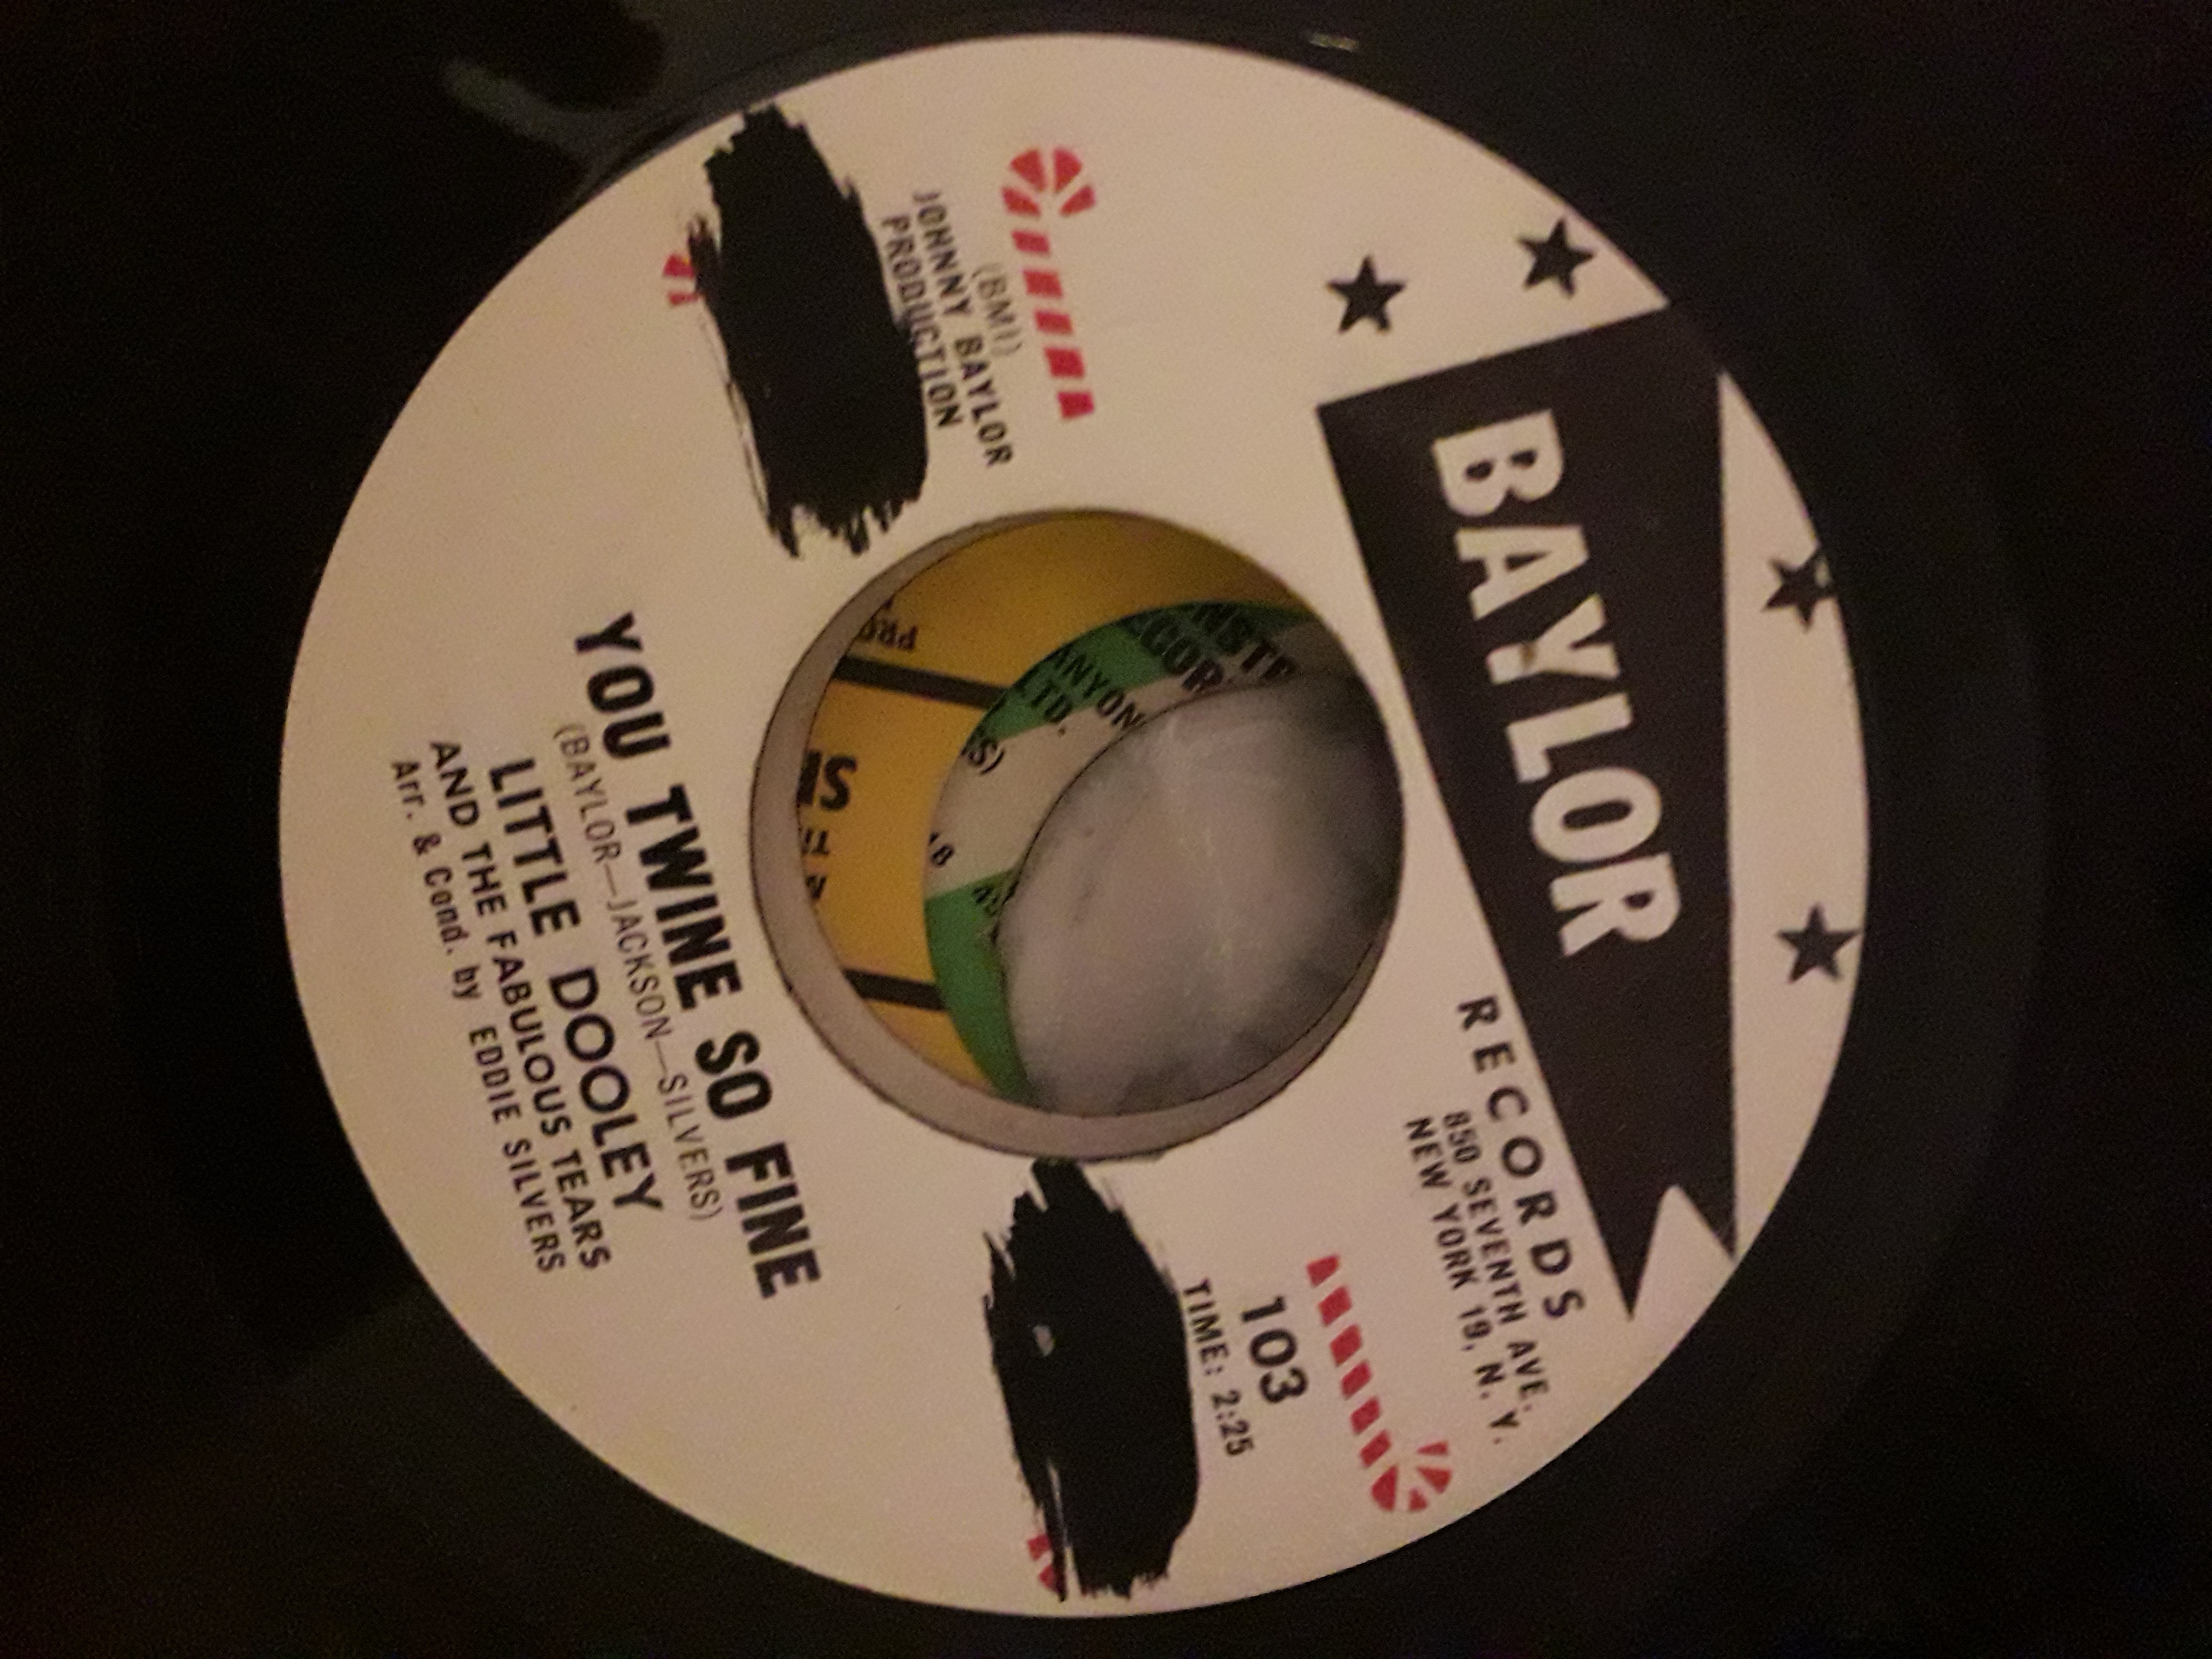 BAYLOR
RECORDS
850 SEVENTH AVE.
NEW YORK 19, N. Y.
(BMI)
JOHNNY BAYLOR
PRODUCTION
103
TIME: 2:25
YOU TWINE SO FINE
(BAYLOR—JACKSON—SILVERS)
LITTLE DOOLEY
AND THE FABULOUS TEARS
Arr. & Cond. by EDDIE SILVERS
LTD.